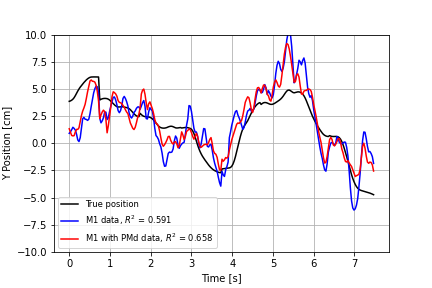 10.0
7.5
5.0
2.5
0.0
−2.5
−5.0
−7.5
−10.0
Y Position [cm]
True position
M1 data, R² = 0.591
M1 with PMd data, R² = 0.658
0 1 2 3 4 5 6 7
Time [s]